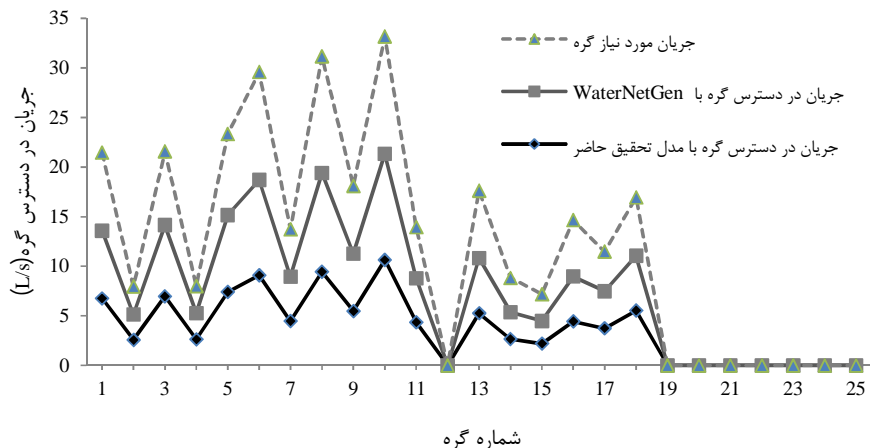 35
30
25
20
15
10
5
0
جریان در دسترس گره(L/s)
جریان مورد نیاز گره
جریان در دسترس گره با WaterNetGen
جریان در دسترس گره با مدل تحقیق حاضر
1 3 5 7 9 11 13 15 17 19 21 23 25
شماره گره